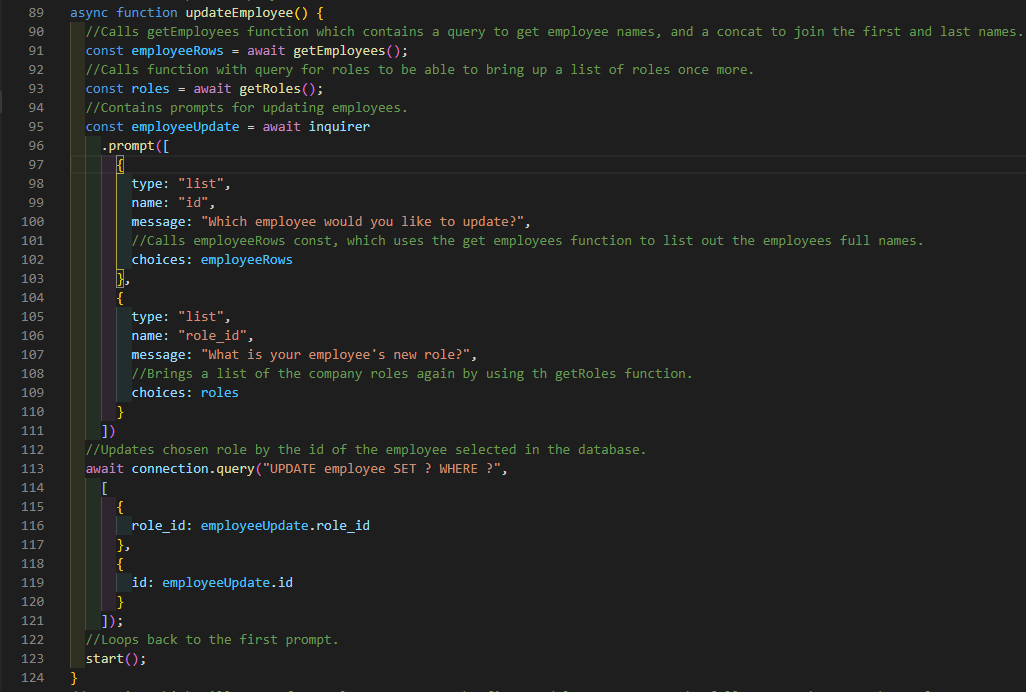 89 async function updateEmployee() {
90 //Calls getEmployees function which contains a query to get employee names, and a concat to join the first and last names.
91 const employeeRows = await getEmployees();
92 //Calls function with query for roles to be able to bring up a list of roles once more.
93 const roles = await getRoles();
94 //Contains prompts for updating employees.
95 const employeeUpdate = await inquirer
96 .prompt([
97 {
98 type: "list",
99 name: "id",
100 message: "Which employee would you like to update?",
101 //Calls employeeRows const, which uses the get employees function to list out the employees full names.
102 choices: employeeRows
103 },
104 {
105 type: "list",
106 name: "role_id",
107 message: "What is your employee's new role?",
108 //Brings a list of the company roles again by using th getRoles function.
109 choices: roles
110 }
111 ])
112 //Updates chosen role by the id of the employee selected in the database.
113 await connection.query("UPDATE employee SET ? WHERE ?",
114 [
115 {
116 role_id: employeeUpdate.role_id
117 },
118 {
119 id: employeeUpdate.id
120 }
121 ]);
122 //Loops back to the first prompt.
123 start();
124 }